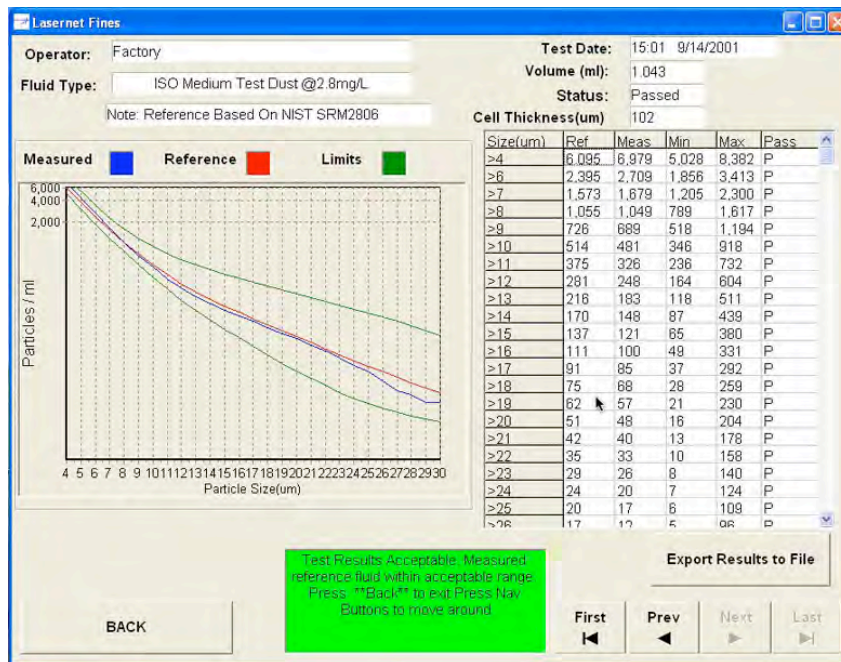 Lasernet Fines
Operator: Factory
Test Date: 15:01 9/14/2001
Fluid Type: ISO Medium Test Dust @2.8mg/L
Volume (ml): 1.043
Status: Passed
Note: Reference Based On NIST SRM2806
Cell Thickness(um) 102
Measured Reference Limits
6,000
4,000
2,000
Particles / ml
4 5 6 7 8 9 10 11 12 13 14 15 16 17 18 19 20 21 22 23 24 25 26 27 28 29 30
Particle Size(um)
Size(um) Ref Meas Min Max Pass
>4 6,095 6,979 5,028 8,382 P
>6 2,395 2,709 1,856 3,413 P
>7 1,573 1,679 1,205 2,300 P
>8 1,055 1,049 789 1,617 P
>9 726 689 518 1,194 P
>10 514 481 346 918 P
>11 375 326 236 732 P
>12 281 248 164 604 P
>13 216 183 118 511 P
>14 170 148 87 439 P
>15 137 121 65 380 P
>16 111 100 49 331 P
>17 91 85 37 292 P
>18 75 68 28 259 P
>19 62 57 21 230 P
>20 51 48 16 204 P
>21 42 40 13 178 P
>22 35 33 10 158 P
>23 29 26 8 140 P
>24 24 20 7 124 P
>25 20 17 6 109 P
>26 17 12 5 96 P
Test Results Acceptable. Measured
reference fluid within acceptable range.
Press **Back** to exit Press Nav
Buttons to move around
Export Results to File
BACK
First Prev Next Last